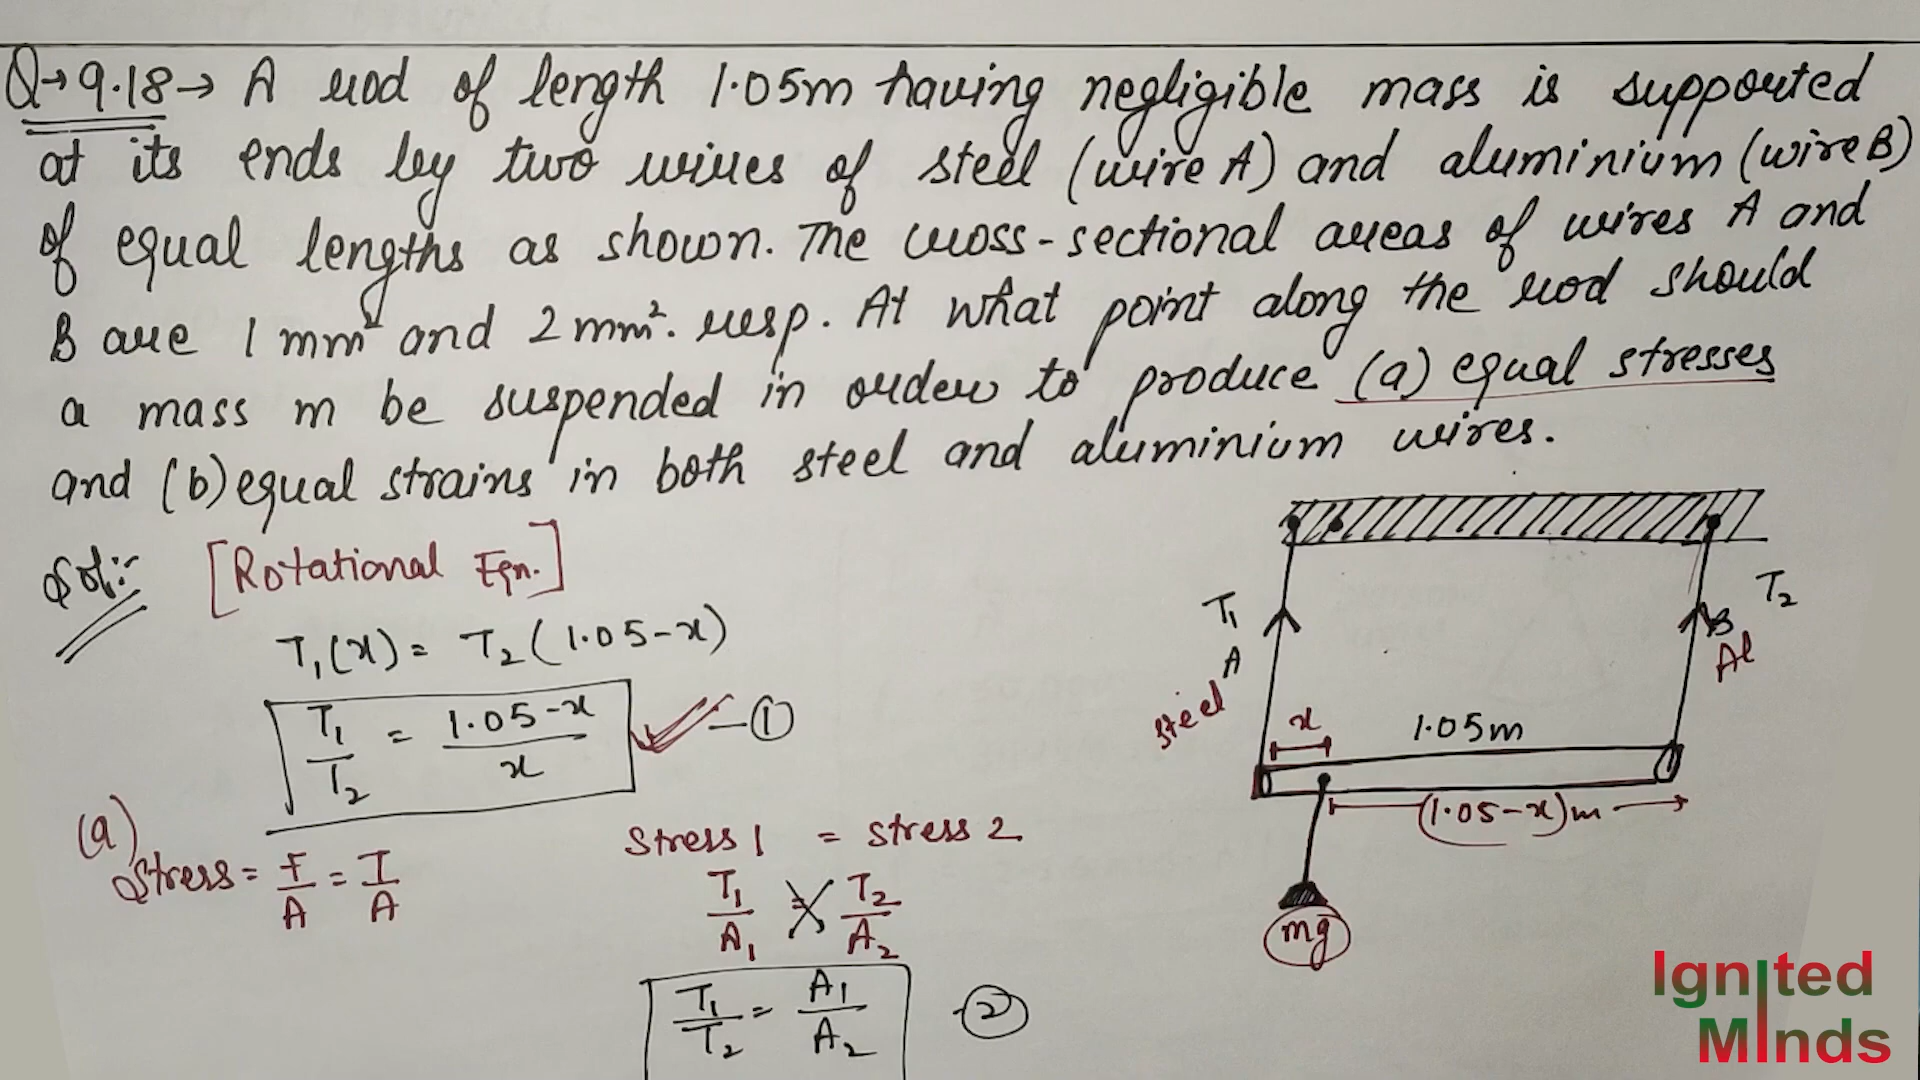 Q→9.18→ A rod of length 1.05m having negligible mass is supported
at its ends by two wires of steel (wire A) and aluminium (wire B)
of equal lengths as shown. The cross-sectional areas of wires A and
B are 1 mm² and 2 mm². resp. At what point along the rod should
a mass m be suspended in order to produce (a) equal stresses
and (b) equal strains in both steel and aluminium wires.
Sol:-
[Rotational Eqn.]
T₁(x) = T₂(1.05-x)
T₁/T₂ = 1.05-x/x —①
(a)
Stress = F/A = T/A
Stress 1 = Stress 2
T₁/A₁ = T₂/A₂
T₁/T₂ = A₁/A₂ -②
T₁
A
Steel
T₂
B
Al
x
1.05m
(1.05-x)m
mg
Ignited
Minds